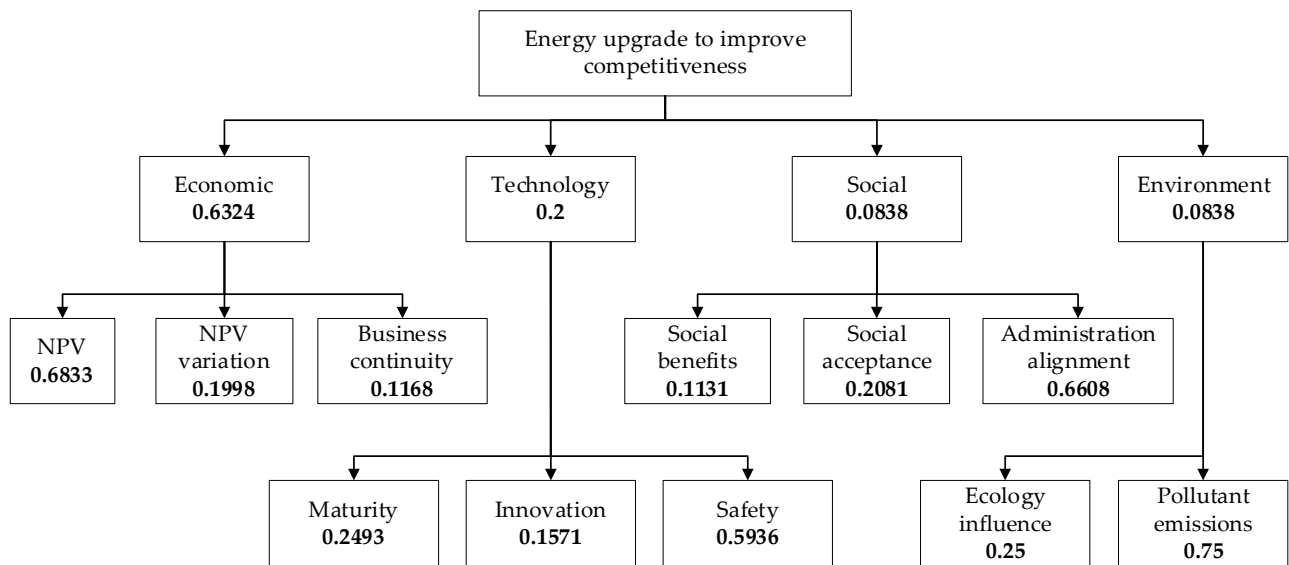 Energy upgrade to improve
competitiveness
Economic
0.6324
Technology
0.2
Social
0.0838
Environment
0.0838
NPV
0.6833
NPV
variation
0.1998
Business
continuity
0.1168
Social
benefits
0.1131
Social
acceptance
0.2081
Administration
alignment
0.6608
Maturity
0.2493
Innovation
0.1571
Safety
0.5936
Ecology
influence
0.25
Pollutant
emissions
0.75